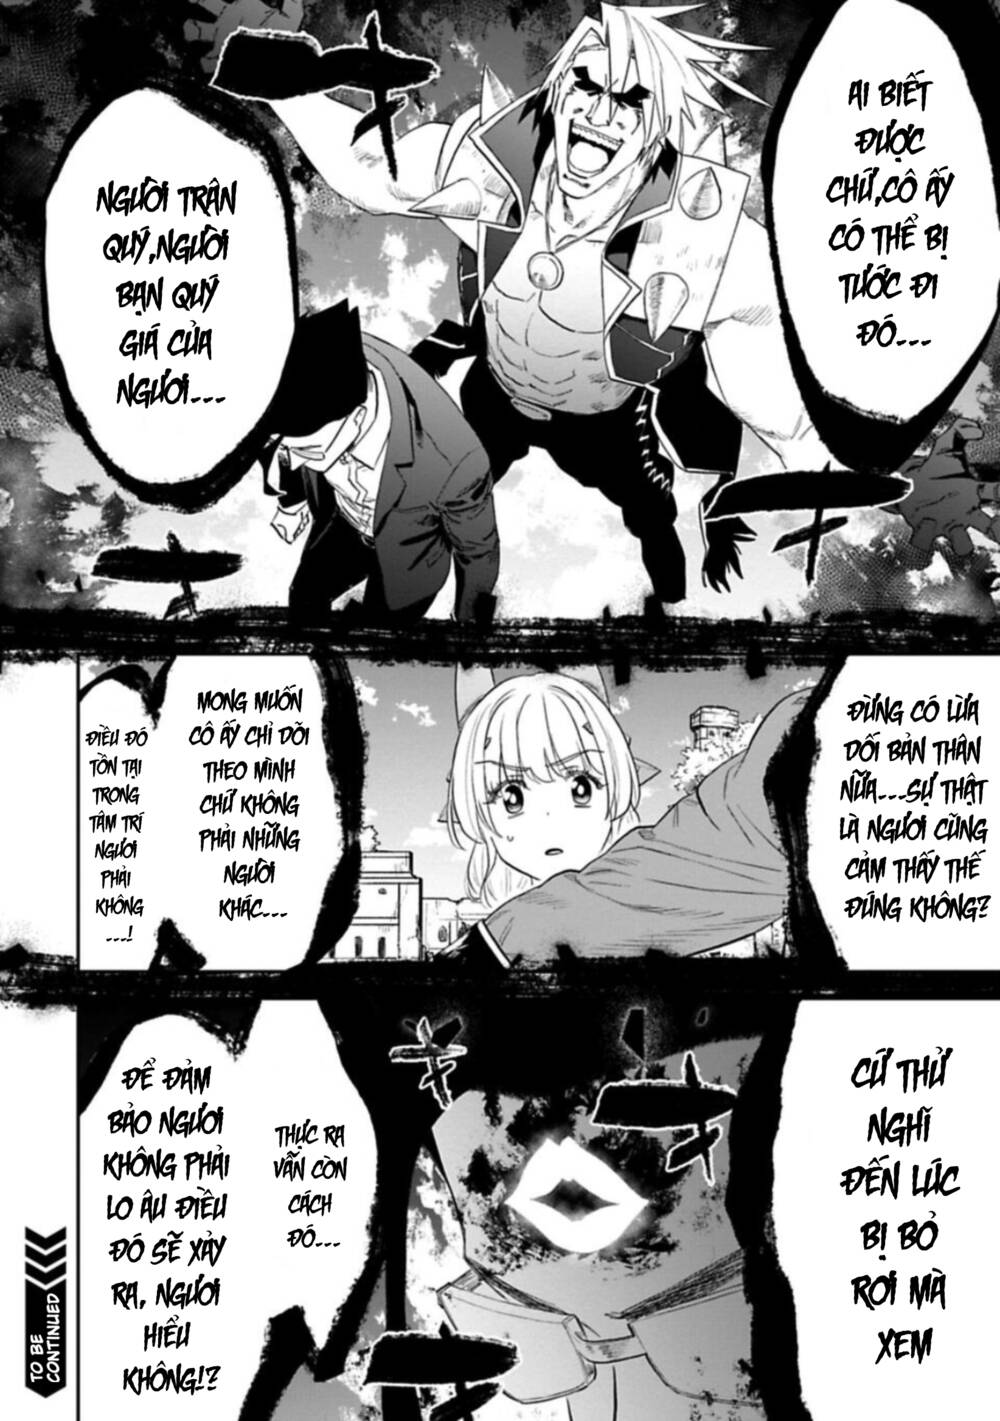 AI BIẾT
ĐƯỢC
CHỨ,CÔ ẤY
CÓ THỂ BỊ
TƯỚC ĐI
ĐÓ...
NGƯỜI TRÂN
QUÝ,NGƯỜI
BẠN QUÝ
GIÁ CỦA
NGƯƠI...
ĐỪNG CÓ LỪA
DỐI BẢN THÂN
NỮA...SỰ THẬT
LÀ NGƯƠI CŨNG
CẢM THẤY THẾ
ĐÚNG KHÔNG?
MONG MUỐN
CÔ ẤY CHỈ DÕI
THEO MÌNH
CHỨ KHÔNG
PHẢI NHỮNG
NGƯỜI
KHÁC...
ĐIỀU ĐÓ
TỒN TẠI
TRONG
TÂM TRÍ
NGƯƠI
PHẢI
KHÔNG
...!
CỨ THỬ
NGHĨ
ĐẾN LÚC
BỊ BỎ
RƠI MÀ
XEM
THỰC RA
VẪN CÒN
CÁCH
ĐÓ...
ĐỂ ĐẢM
BẢO NGƯƠI
KHÔNG PHẢI
LO ÂU ĐIỀU
ĐÓ SẼ XẢY
RA, NGƯƠI
HIỂU
KHÔNG!?
TO BE
CONTINUED